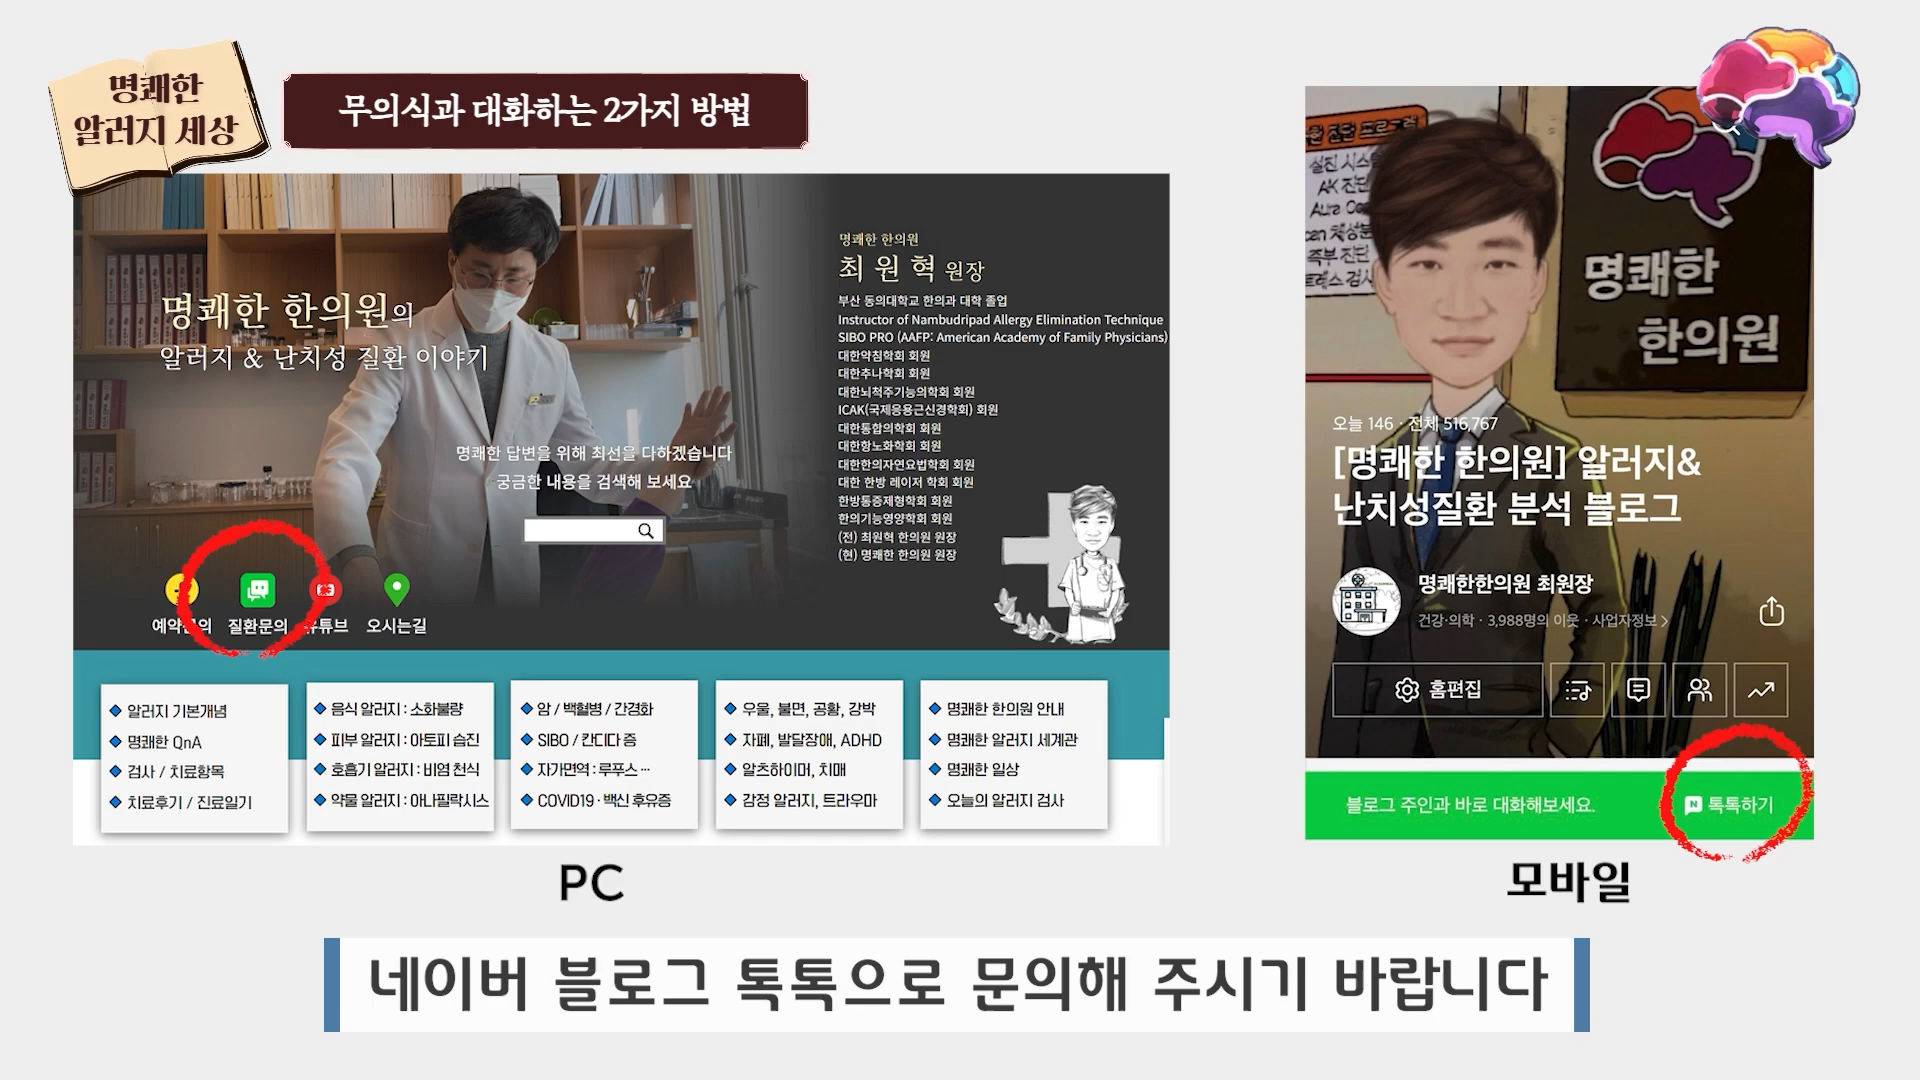 명쾌한
알러지 세상
무의식과 대화하는 2가지 방법
명쾌한 한의원의
알러지 & 난치성 질환 이야기
명쾌한 답변을 위해 최선을 다하겠습니다
궁금한 내용을 검색해 보세요
질환문의
오시는길
명쾌한 한의원
최원혁 원장
부산 동의대학교 한의과 대학 졸업
Instructor of Nambudripad Allergy Elimination Technique
SIBO PRO (AAFP: American Academy of Family Physicians)
대한약침학회 회원
대한추나학회 회원
대한뇌척주기능의학회 회원
ICAK(국제응용근신경학회) 회원
대한통합의학회 회원
대한항노화학회 회원
대한한의자연요법학회 회원
대한 한방 레이저 학회 회원
한방통증제형학회 회원
한의기능영양학회 회원
(전) 최원혁 한의원 원장
(현) 명쾌한 한의원 원장
알러지 기본개념
명쾌한 QnA
검사 / 치료항목
치료후기 / 진료일기
음식 알러지 : 소화불량
피부 알러지 : 아토피 습진
호흡기 알러지 : 비염 천식
약물 알러지 : 아나필락시스
암 / 백혈병 / 간경화
SIBO / 칸디다 증
자가면역 : 루푸스 ...
COVID19 · 백신 후유증
우울, 불면, 공황, 강박
자폐, 발달장애, ADHD
알츠하이머, 치매
감정 알러지, 트라우마
명쾌한 한의원 안내
명쾌한 알러지 세계관
명쾌한 일상
오늘의 알러지 검사
PC
명쾌한
한의원
오늘 146 · 전체 516,767
[명쾌한 한의원] 알러지&
난치성질환 분석 블로그
명쾌한한의원 최원장
건강·의학 · 3,988명의 이웃 · 사업자정보 >
홈편집
블로그 주인과 바로 대화해보세요.
톡톡하기
모바일
네이버 블로그 톡톡으로 문의해 주시기 바랍니다